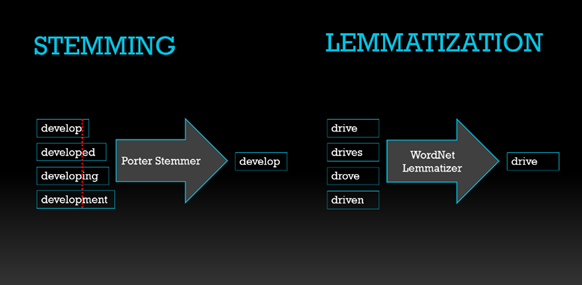 STEMMING
develop
developed
developing
development
Porter Stemmer
develop
LEMMATIZATION
drive
drives
drove
driven
WordNet
Lemmatizer
drive